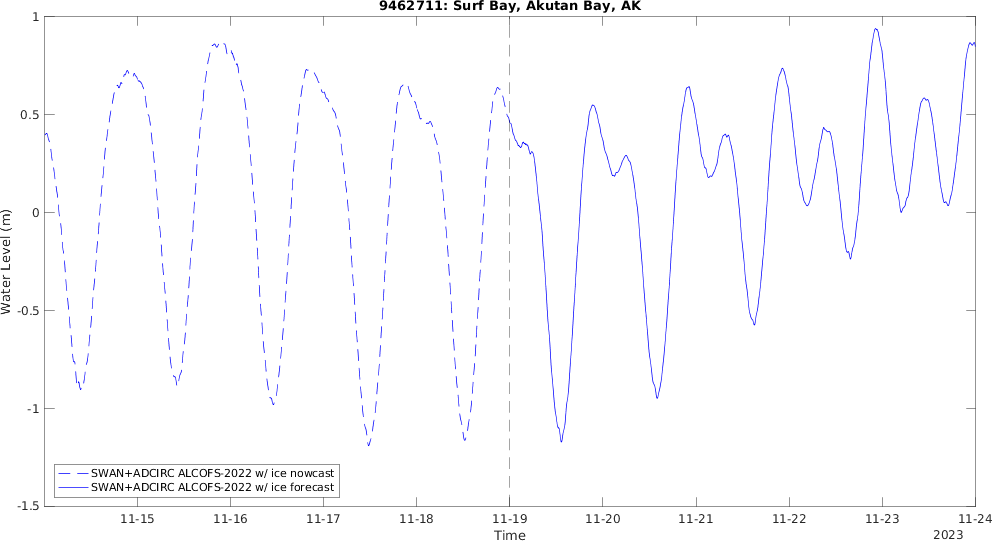 9462711: Surf Bay, Akutan Bay, AK
1
0.5
0
-0.5
-1
-1.5
Water Level (m)
SWAN+ADCIRC ALCOFS-2022 w/ ice nowcast
SWAN+ADCIRC ALCOFS-2022 w/ ice forecast
11-15 11-16 11-17 11-18 11-19 11-20 11-21 11-22 11-23 11-24
Time
2023